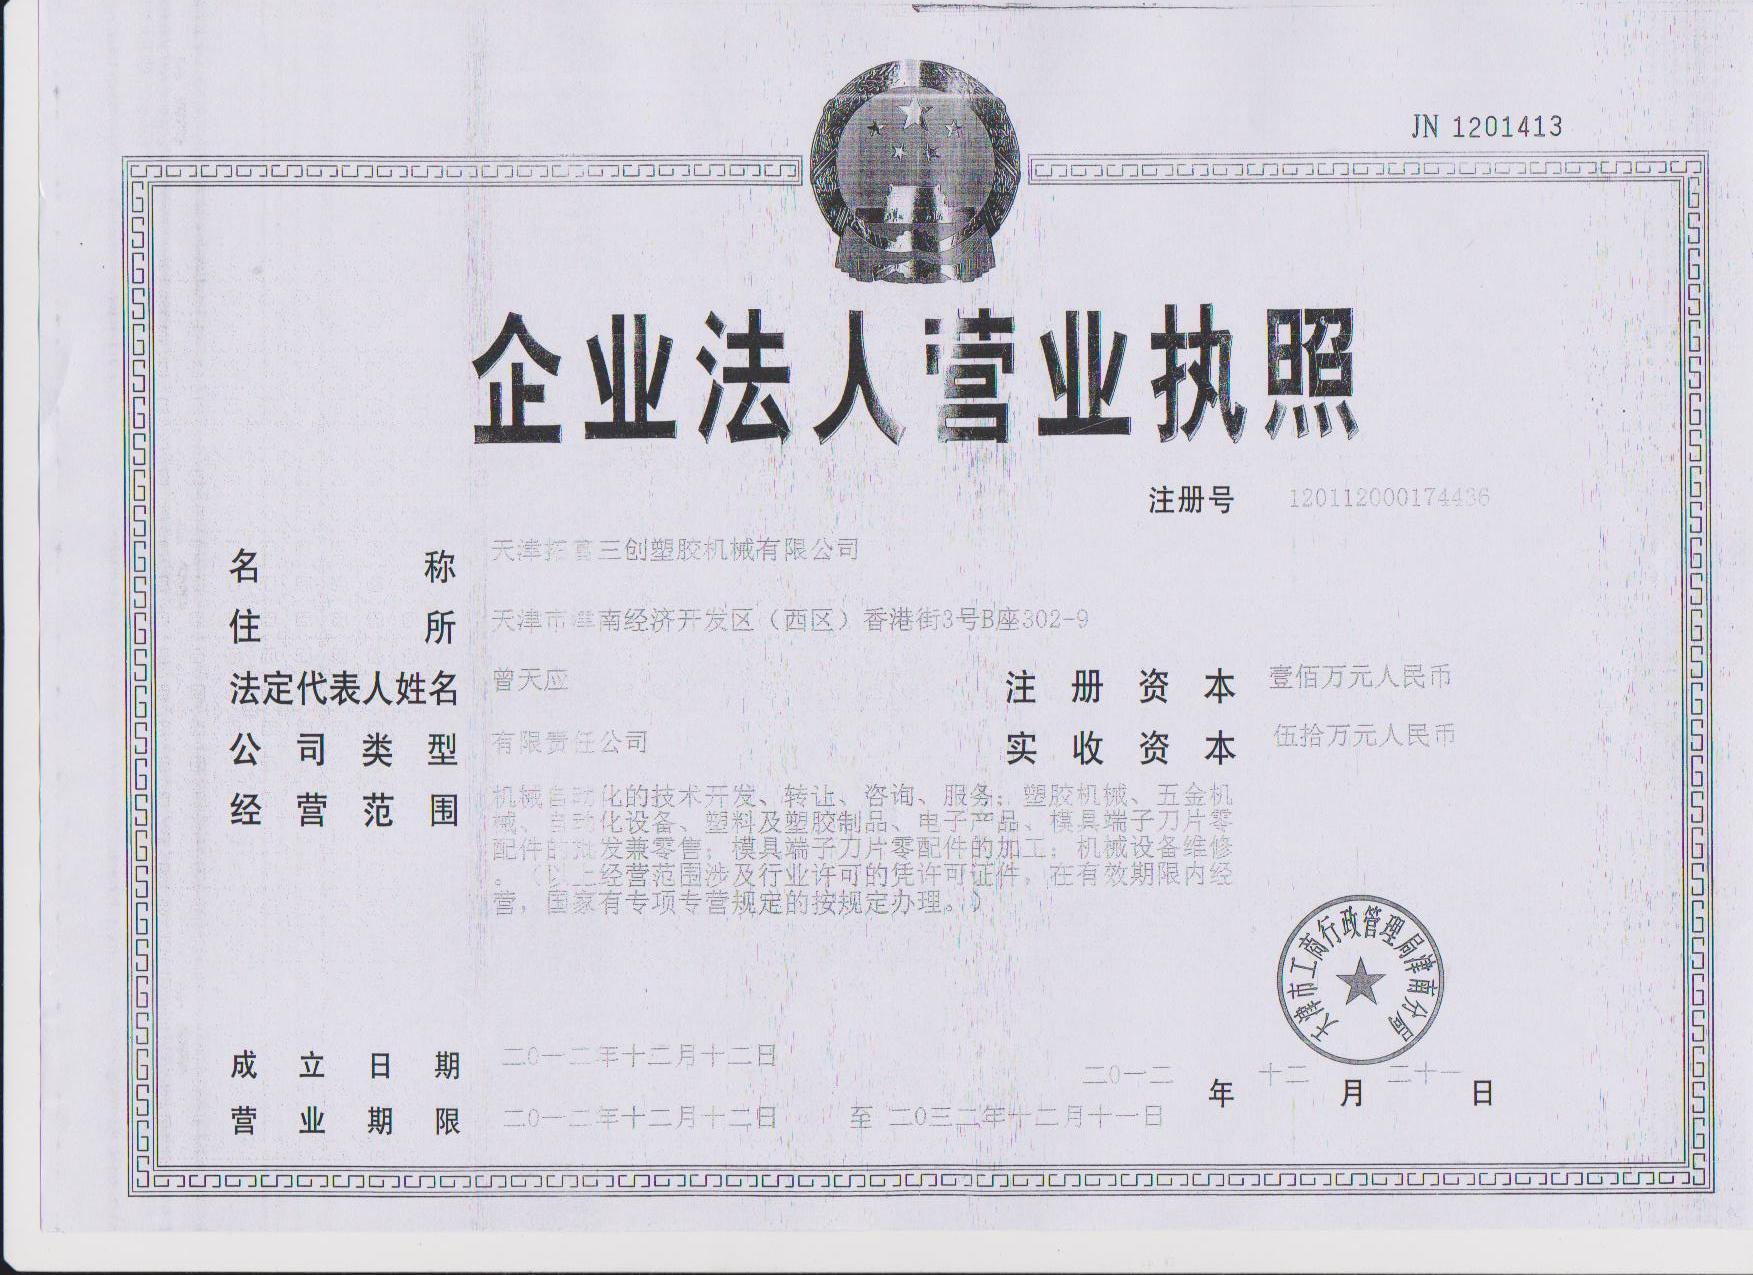 JN 1201413
企业法人营业执照
注册号 120112000174436
名称 天津 三创塑胶机械有限公司
住所 天津市津南经济开发区（西区）香港街3号B座302-9
法定代表人姓名 曾天应
注册资本 壹佰万元人民币
公司类型 有限责任公司
实收资本 伍拾万元人民币
经营范围 机械自动化的技术开发、转让、咨询、服务；塑胶机械、五金机
械、自动化设备、塑料及塑胶制品、电子产品、模具端子刀片零
配件的批发兼零售；模具端子刀片零配件的加工；机械设备维修
。（以上经营范围涉及行业许可的凭许可证件，在有效期限内经
营，国家有专项专营规定的按规定办理。）
天津市工商行政管理局津南分局
成立日期 二〇一二年十二月十二日
二〇一二年十二月二十一日
营业期限 二〇一二年十二月十二日 至 二〇三二年十二月十一日